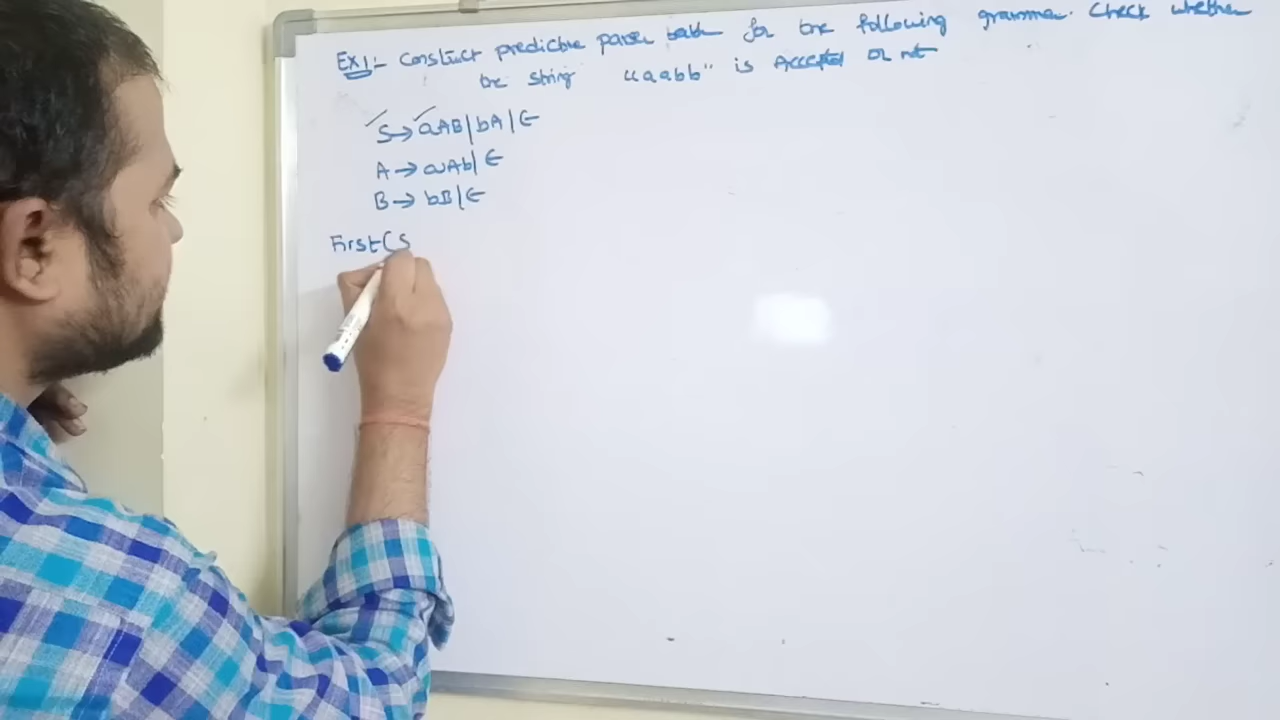 Ex1:- Construct predictive parser table for the following grammar. Check whether
the string "aabb" is Accepted or not
S→aAB|bA|∈
A→aAb|∈
B→bB|∈
First(S